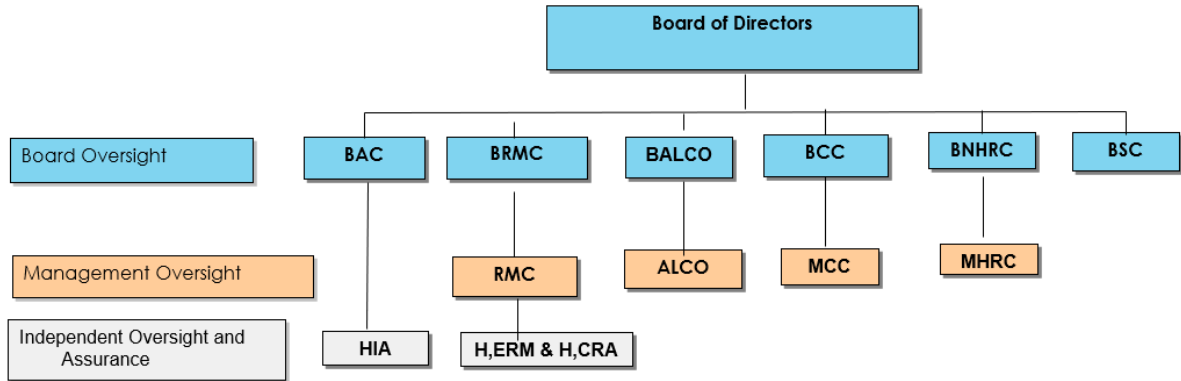 Board of Directors
Board Oversight
BAC
BRMC
BALCO
BCC
BNHRC
BSC
Management Oversight
RMC
ALCO
MCC
MHRC
Independent Oversight and
Assurance
HIA
H,ERM & H,CRA